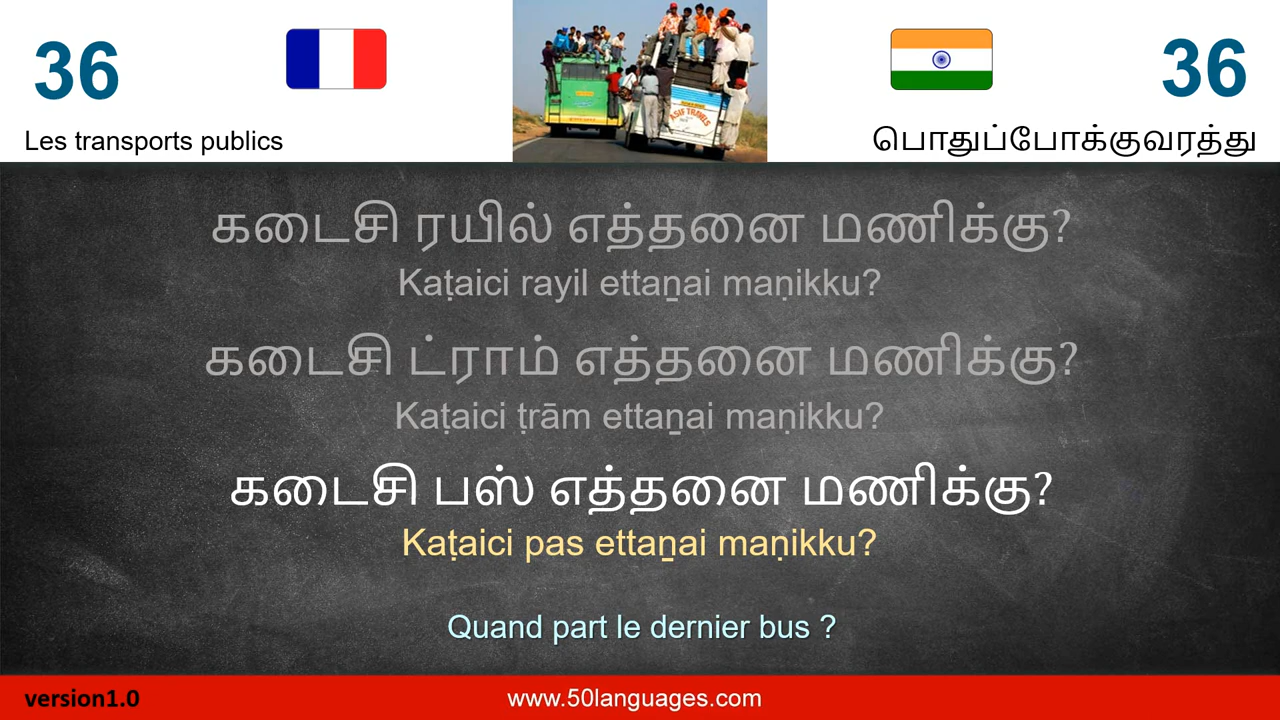 36
36
Les transports publics
பொதுப்போக்குவரத்து
ASIF TRAVELS
கடைசி ரயில் எத்தனை மணிக்கு?
Kaṭaici rayil ettaṉai maṇikku?
கடைசி ட்ராம் எத்தனை மணிக்கு?
Kaṭaici ṭrām ettaṉai maṇikku?
கடைசி பஸ் எத்தனை மணிக்கு?
Kaṭaici pas ettaṉai maṇikku?
Quand part le dernier bus ?
version1.0
www.50languages.com